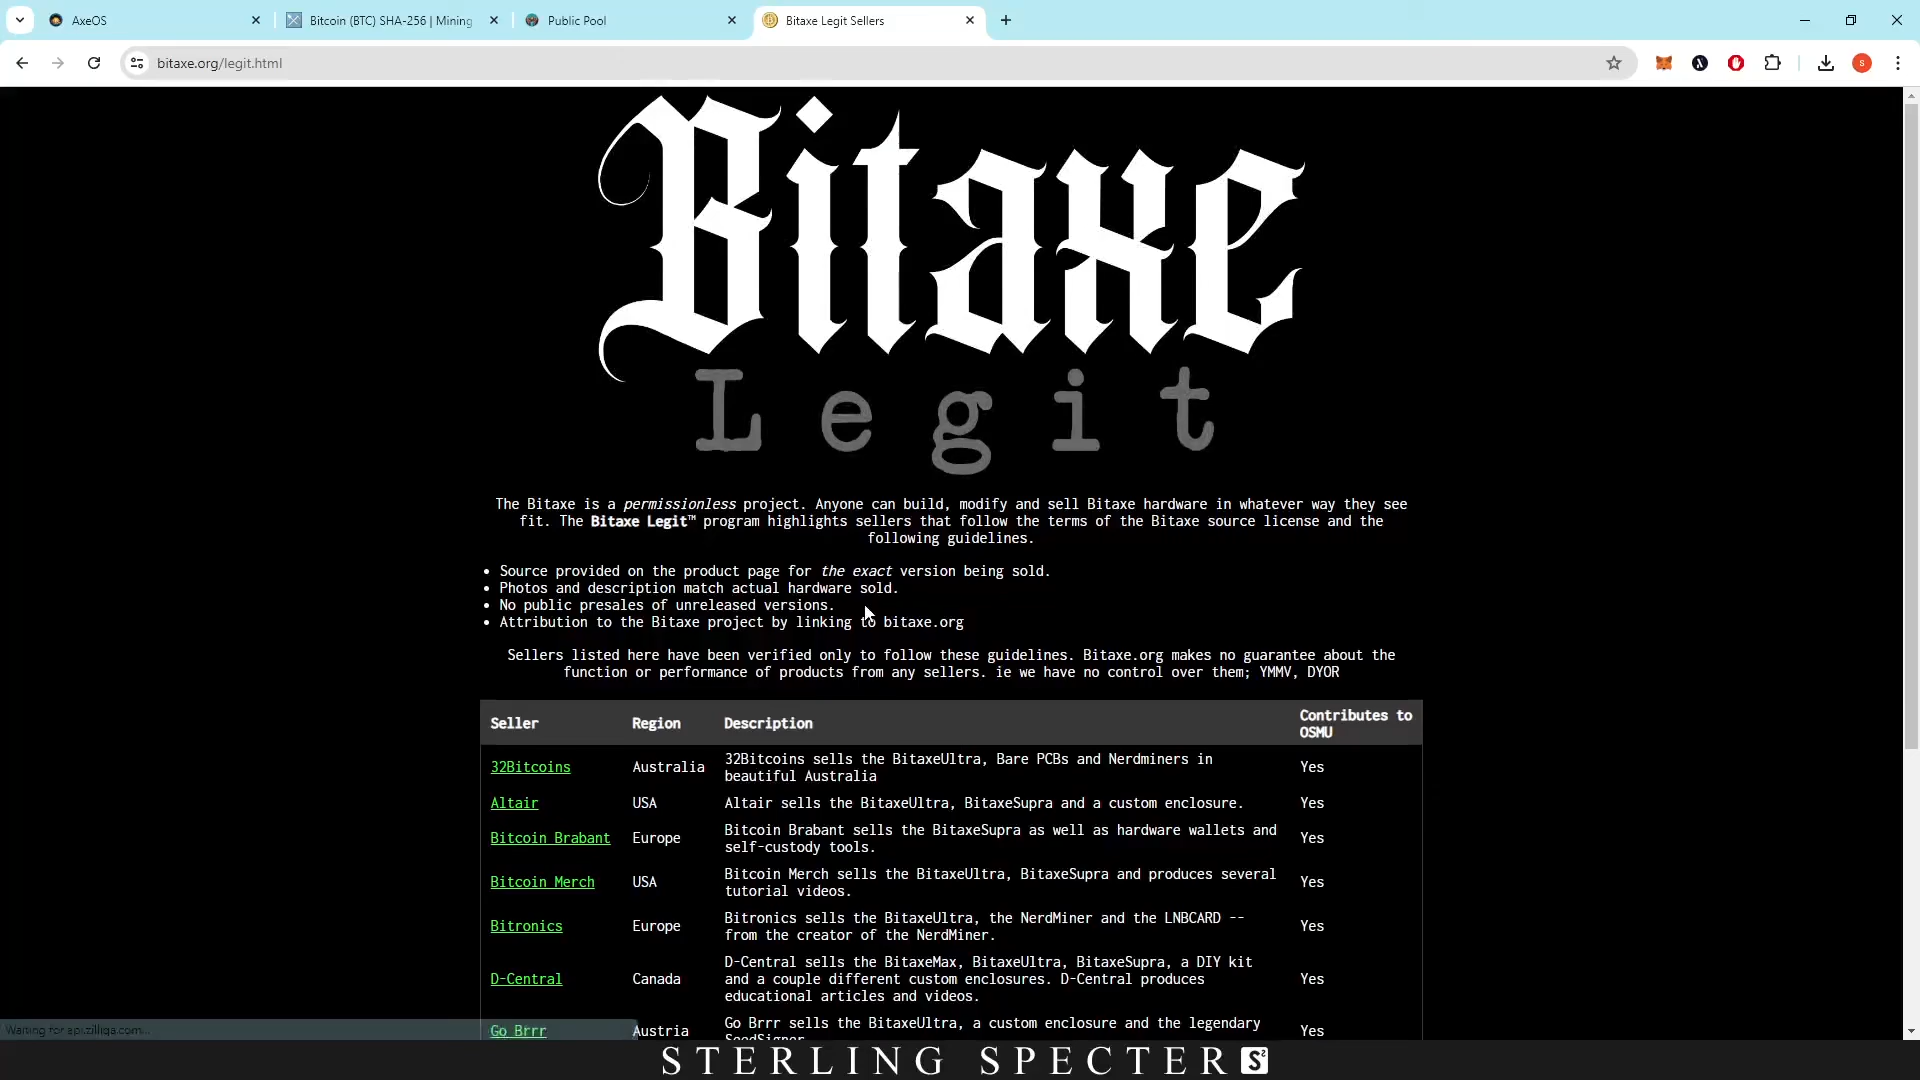 AxeOS
Bitcoin (BTC) SHA-256 | Mining
Public Pool
Bitaxe Legit Sellers
bitaxe.org/legit.html
S
Bitaxe
Legit
The Bitaxe is a permissionless project. Anyone can build, modify and sell Bitaxe hardware in whatever way they see
fit. The Bitaxe Legit™ program highlights sellers that follow the terms of the Bitaxe source license and the
following guidelines.
• Source provided on the product page for the exact version being sold.
• Photos and description match actual hardware sold.
• No public presales of unreleased versions.
• Attribution to the Bitaxe project by linking to bitaxe.org
Sellers listed here have been verified only to follow these guidelines. Bitaxe.org makes no guarantee about the
function or performance of products from any sellers. ie we have no control over them; YMMV, DYOR
Seller Region Description Contributes to
OSMU
32Bitcoins Australia 32Bitcoins sells the BitaxeUltra, Bare PCBs and Nerdminers in
beautiful Australia Yes
Altair USA Altair sells the BitaxeUltra, BitaxeSupra and a custom enclosure. Yes
Bitcoin Brabant Europe Bitcoin Brabant sells the BitaxeSupra as well as hardware wallets and
self-custody tools. Yes
Bitcoin Merch USA Bitcoin Merch sells the BitaxeUltra, BitaxeSupra and produces several
tutorial videos. Yes
Bitronics Europe Bitronics sells the BitaxeUltra, the NerdMiner and the LNBCARD --
from the creator of the NerdMiner. Yes
D-Central Canada D-Central sells the BitaxeMax, BitaxeUltra, BitaxeSupra, a DIY kit
and a couple different custom enclosures. D-Central produces
educational articles and videos. Yes
Go Brrr Austria Go Brrr sells the BitaxeUltra, a custom enclosure and the legendary
SeedSigner. Yes
Waiting for api.zilliqa.com...
STERLING SPECTER S²